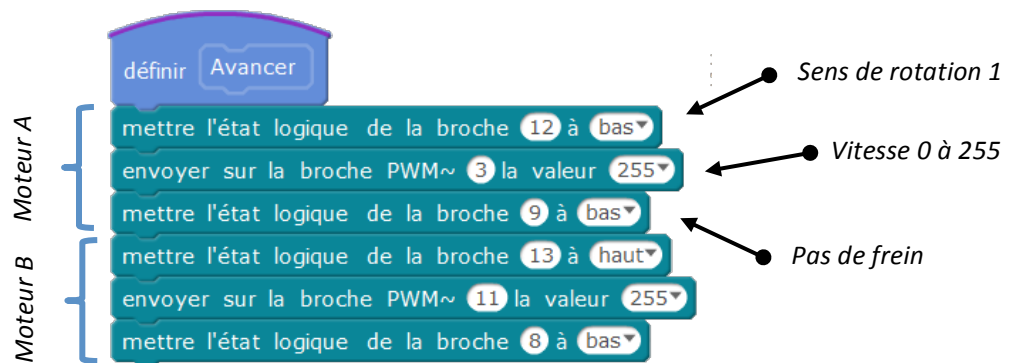 définir Avancer
Sens de rotation 1
mettre l'état logique de la broche 12 à bas
envoyer sur la broche PWM~ 3 la valeur 255
Vitesse 0 à 255
mettre l'état logique de la broche 9 à bas
Pas de frein
Moteur A
mettre l'état logique de la broche 13 à haut
envoyer sur la broche PWM~ 11 la valeur 255
mettre l'état logique de la broche 8 à bas
Moteur B